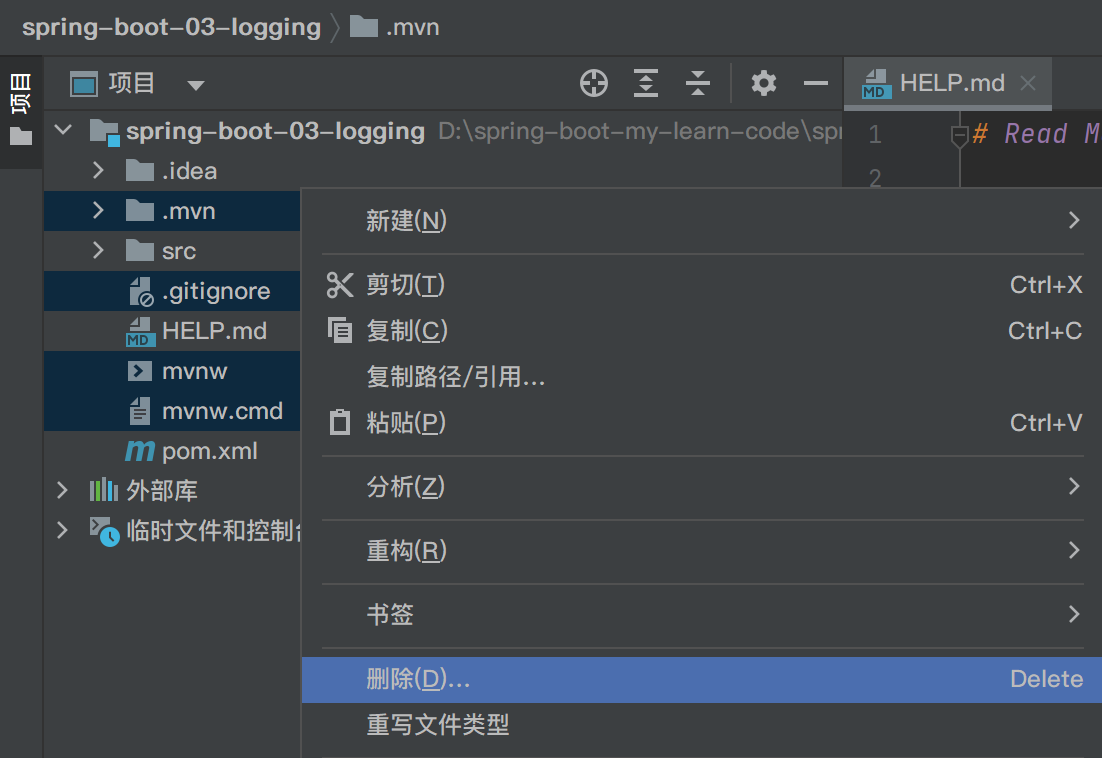 spring-boot-03-logging
.mvn
项目
项目
HELP.md
spring-boot-03-logging D:\spring-boot-my-learn-code\spr
.idea
.mvn
src
.gitignore
HELP.md
mvnw
mvnw.cmd
pom.xml
外部库
临时文件和控制台
1
# Read M
2
新建(N)
剪切(T) Ctrl+X
复制(C) Ctrl+C
复制路径/引用...
粘贴(P) Ctrl+V
分析(Z)
重构(R)
书签
删除(D)... Delete
重写文件类型